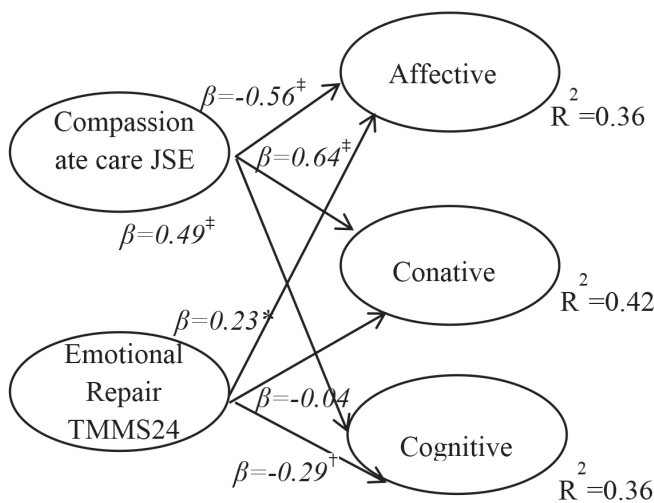 Affective
R²=0.36
β=-0.56‡
Compassion
ate care JSE
β=0.64‡
β=0.49‡
Conative
R²=0.42
β=0.23*
Emotional
Repair
TMMS24
β=-0.04
Cognitive
β=-0.29†
R²=0.36